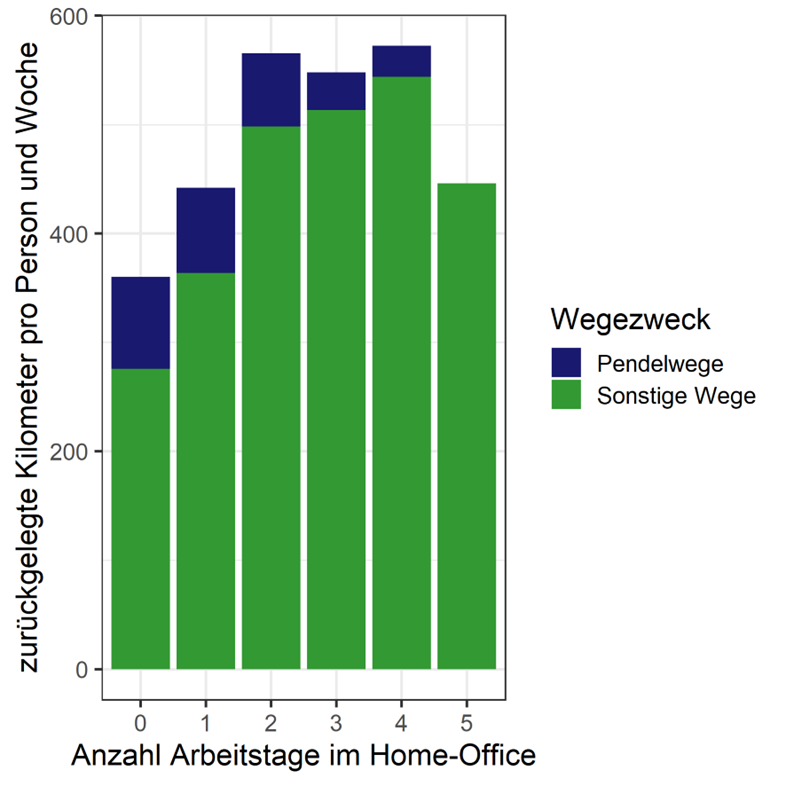 zurückgelegte Kilometer pro Person und Woche
600
400
200
0
0 1 2 3 4 5
Anzahl Arbeitstage im Home-Office
Wegezweck
Pendelwege
Sonstige Wege